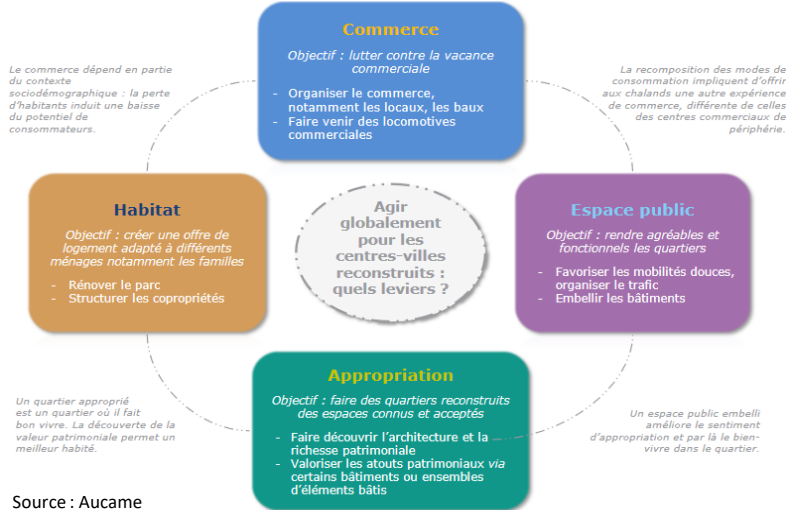 Commerce
Objectif : lutter contre la vacance
commerciale
- Organiser le commerce,
notamment les locaux, les baux
- Faire venir des locomotives
commerciales
Le commerce dépend en partie
du contexte
sociodémographique : la perte
d'habitants induit une baisse
du potentiel de
consommateurs.
La recomposition des modes de
consommation impliquent d'offrir
aux chalands une autre expérience
de commerce, différente de celles
des centres commerciaux de
périphérie.
Habitat
Objectif : créer une offre de
logement adapté à différents
ménages notamment les familles
- Rénover le parc
- Structurer les copropriétés
Agir
globalement
pour les
centres-villes
reconstruits :
quels leviers ?
Espace public
Objectif : rendre agréables et
fonctionnels les quartiers
- Favoriser les mobilités douces,
organiser le trafic
- Embellir les bâtiments
Appropriation
Objectif : faire des quartiers reconstruits
des espaces connus et acceptés
- Faire découvrir l'architecture et la
richesse patrimoniale
- Valoriser les atouts patrimoniaux via
certains bâtiments ou ensembles
d'éléments bâtis
Un quartier approprié
est un quartier où il fait
bon vivre. La découverte de la
valeur patrimoniale permet un
meilleur habité.
Un espace public embelli
améliore le sentiment
d'appropriation et par là le bien-
vivre dans le quartier.
Source : Aucame